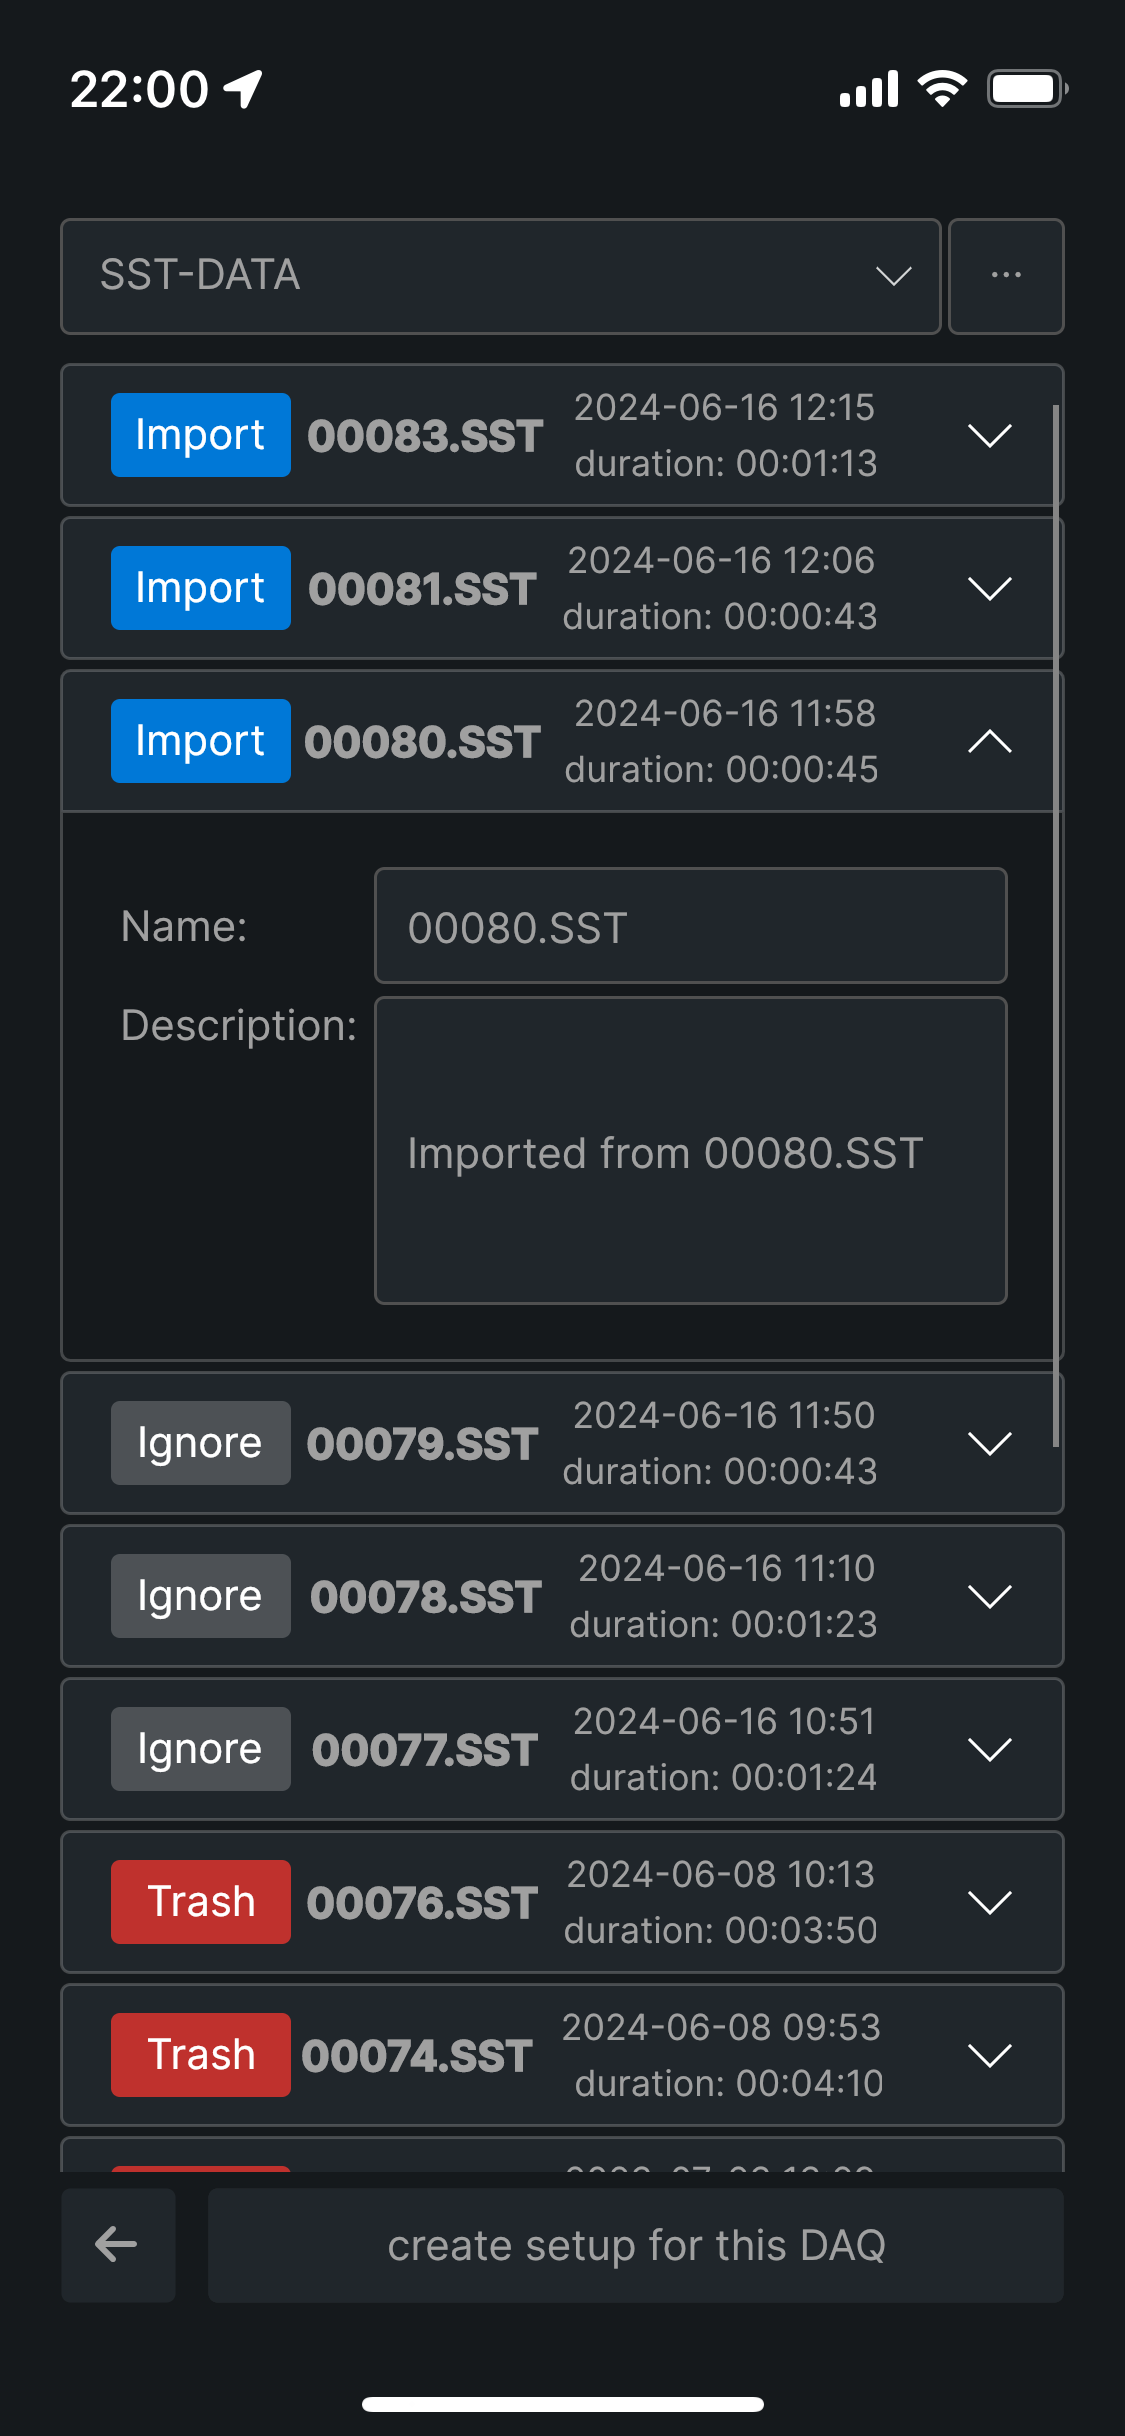 22:00
SST-DATA
...
Import 00083.SST 2024-06-16 12:15
duration: 00:01:13
Import 00081.SST 2024-06-16 12:06
duration: 00:00:43
Import 00080.SST 2024-06-16 11:58
duration: 00:00:45
Name: 00080.SST
Description:
Imported from 00080.SST
Ignore 00079.SST 2024-06-16 11:50
duration: 00:00:43
Ignore 00078.SST 2024-06-16 11:10
duration: 00:01:23
Ignore 00077.SST 2024-06-16 10:51
duration: 00:01:24
Trash 00076.SST 2024-06-08 10:13
duration: 00:03:50
Trash 00074.SST 2024-06-08 09:53
duration: 00:04:10
create setup for this DAQ